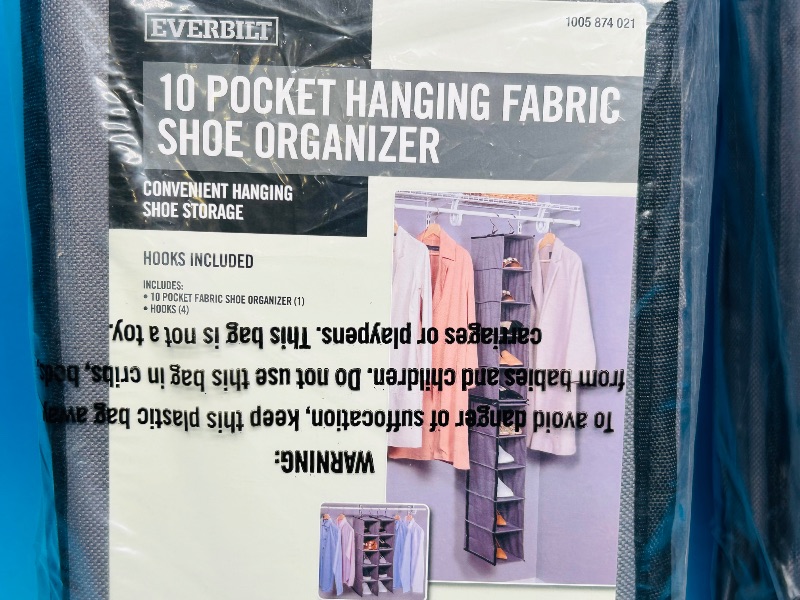 EVERBILT
1005 874 021
10 POCKET HANGING FABRIC
SHOE ORGANIZER
CONVENIENT HANGING
SHOE STORAGE
HOOKS INCLUDED
INCLUDES:
• 10 POCKET FABRIC SHOE ORGANIZER (1)
• HOOKS (4)
WARNING:
To avoid danger of suffocation, keep this plastic bag away
from babies and children. Do not use this bag in cribs, beds,
carriages or playpens. This bag is not a toy.